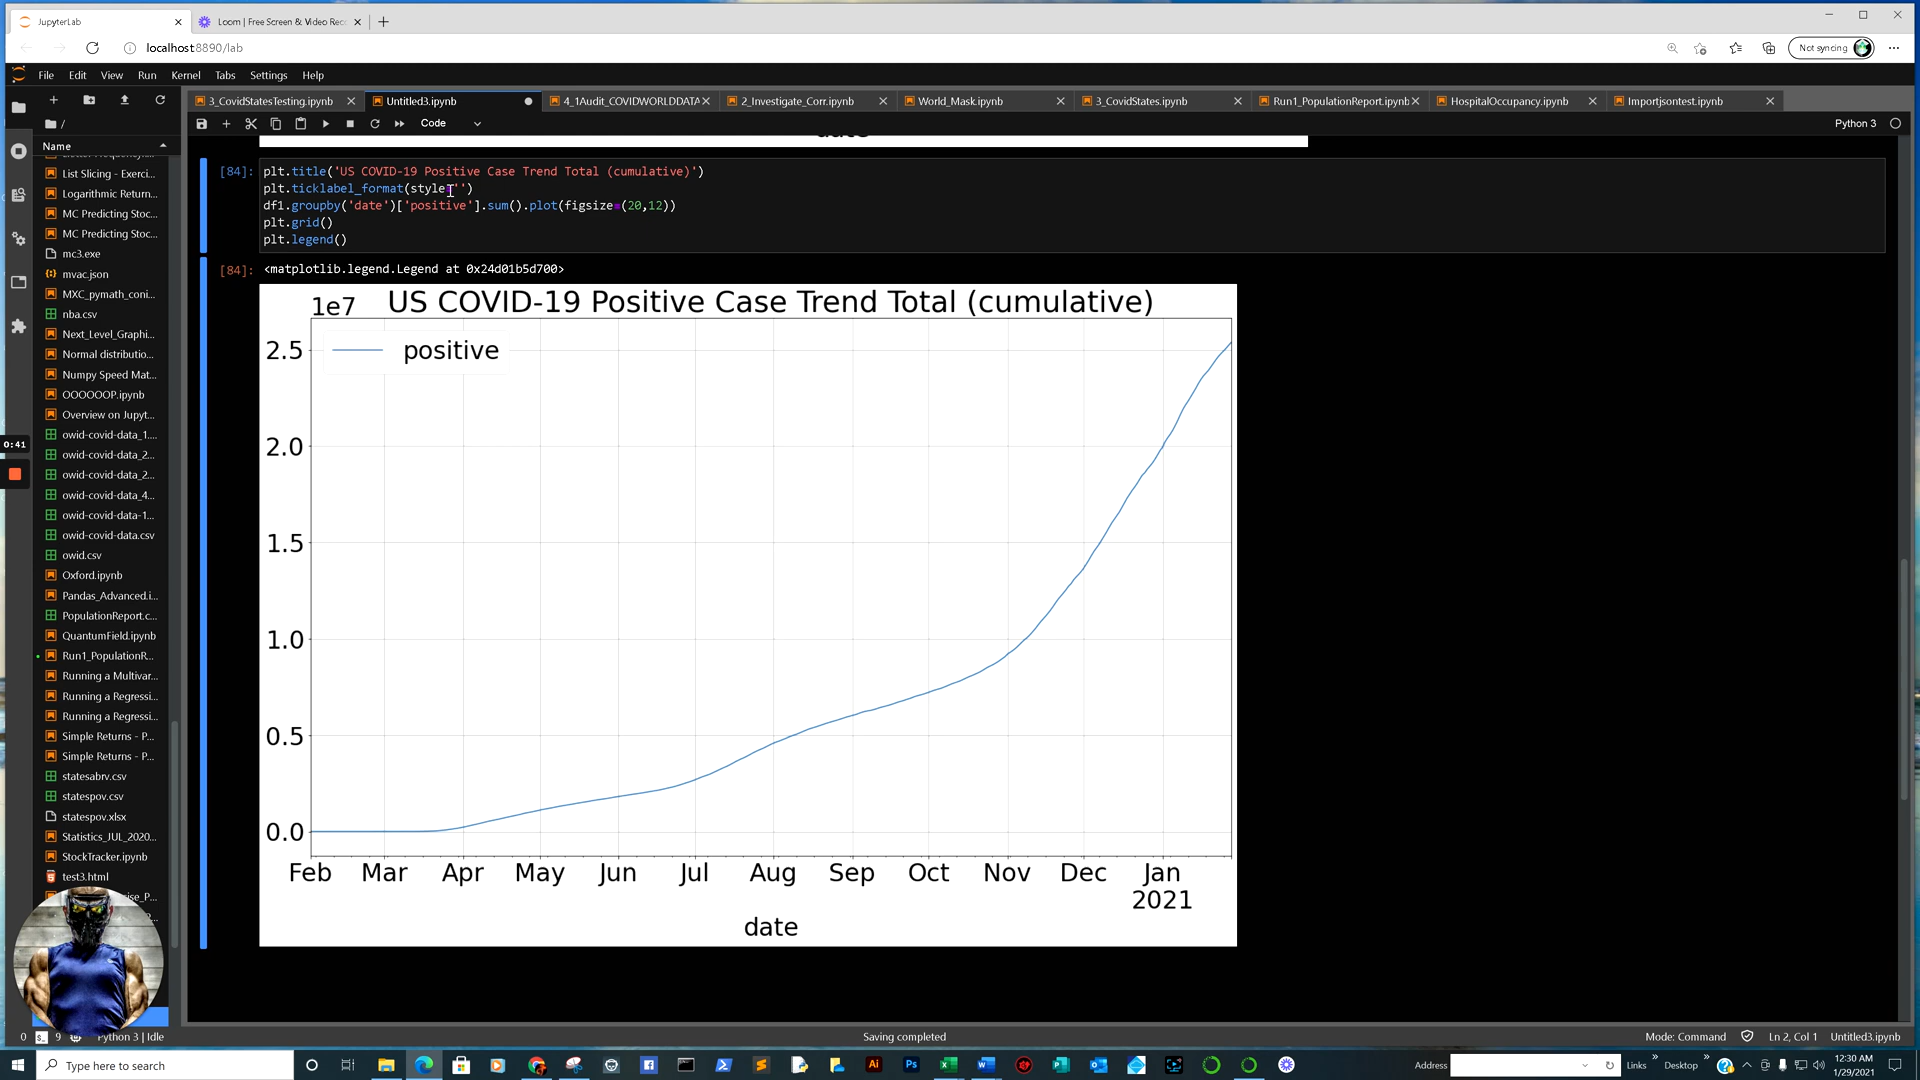 JupyterLab
Loom | Free Screen & Video Rec
localhost:8890/lab
Not syncing
File Edit View Run Kernel Tabs Settings Help
3_CovidStatesTesting.ipynb
Untitled3.ipynb
4_1Audit_COVIDWORLDDATA
2_Investigate_Corr.ipynb
World_Mask.ipynb
3_CovidStates.ipynb
Run1_PopulationReport.ipynb
HospitalOccupancy.ipynb
Importjsontest.ipynb
Code
Python 3
/
Name
List Slicing - Exerci...
Logarithmic Return...
MC Predicting Stoc...
MC Predicting Stoc...
mc3.exe
mvac.json
MXC_pymath_coni...
nba.csv
Next_Level_Graphi...
Normal distributio...
Numpy Speed Mat...
OOOOOOP.ipynb
Overview on Jupyt...
owid-covid-data_1....
owid-covid-data_2...
owid-covid-data_2...
owid-covid-data_4...
owid-covid-data-1...
owid-covid-data.csv
owid.csv
Oxford.ipynb
Pandas_Advanced.i...
PopulationReport.c...
QuantumField.ipynb
Run1_PopulationR...
Running a Multivar...
Running a Regressi...
Running a Regressi...
Simple Returns - P...
Simple Returns - P...
statesabrv.csv
statespov.csv
statespov.xlsx
Statistics_JUL_2020...
StockTracker.ipynb
test3.html
0:41
[84]:
plt.title('US COVID-19 Positive Case Trend Total (cumulative)')
plt.ticklabel_format(style='')
df1.groupby('date')['positive'].sum().plot(figsize=(20,12))
plt.grid()
plt.legend()
[84]:
<matplotlib.legend.Legend at 0x24d01b5d700>
1e7 US COVID-19 Positive Case Trend Total (cumulative)
positive
2.5
2.0
1.5
1.0
0.5
0.0
Feb Mar Apr May Jun Jul Aug Sep Oct Nov Dec Jan
2021
date
0 9 Python 3 | Idle
Saving completed
Mode: Command
Ln 2, Col 1
Untitled3.ipynb
Type here to search
Address
Links
Desktop
12:30 AM
1/29/2021